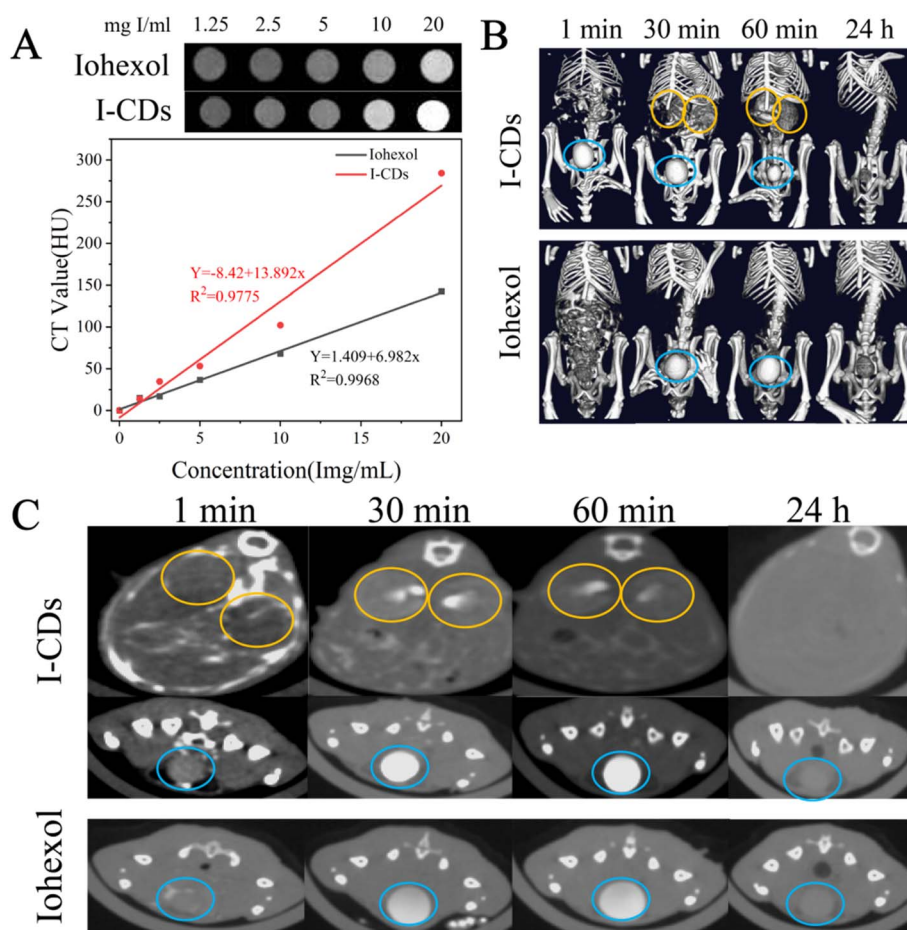 A
mg I/ml 1.25 2.5 5 10 20
Iohexol
I-CDs
300
250
200
150
100
50
0
CT Value(HU)
Iohexol
I-CDs
Y=-8.42+13.892x
R²=0.9775
Y=1.409+6.982x
R²=0.9968
0 5 10 15 20
Concentration(Img/mL)
B
1 min 30 min 60 min 24 h
I-CDs
Iohexol
C
1 min 30 min 60 min 24 h
I-CDs
Iohexol